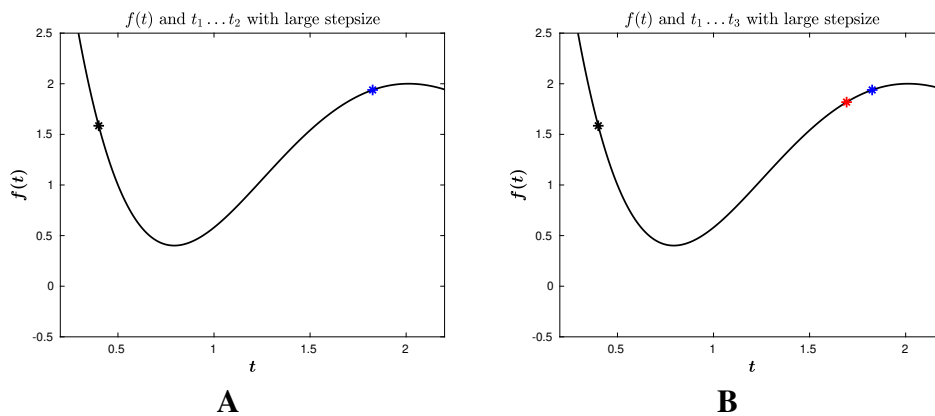 f(t) and t₁ … t₂ with large stepsize
2.5
2
1.5
1
0.5
0
-0.5
f(t)
0.5 1 1.5 2
t
A
f(t) and t₁ … t₃ with large stepsize
2.5
2
1.5
1
0.5
0
-0.5
f(t)
0.5 1 1.5 2
t
B